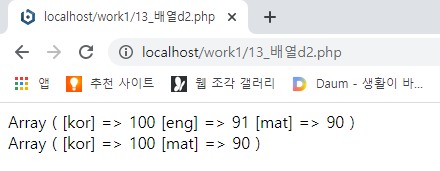 localhost/work1/13_배열d2.php
localhost/work1/13_배열d2.php
앱 추천 사이트 웹 조각 갤러리 Daum - 생활이 바...
Array ( [kor] => 100 [eng] => 91 [mat] => 90 )
Array ( [kor] => 100 [mat] => 90 )